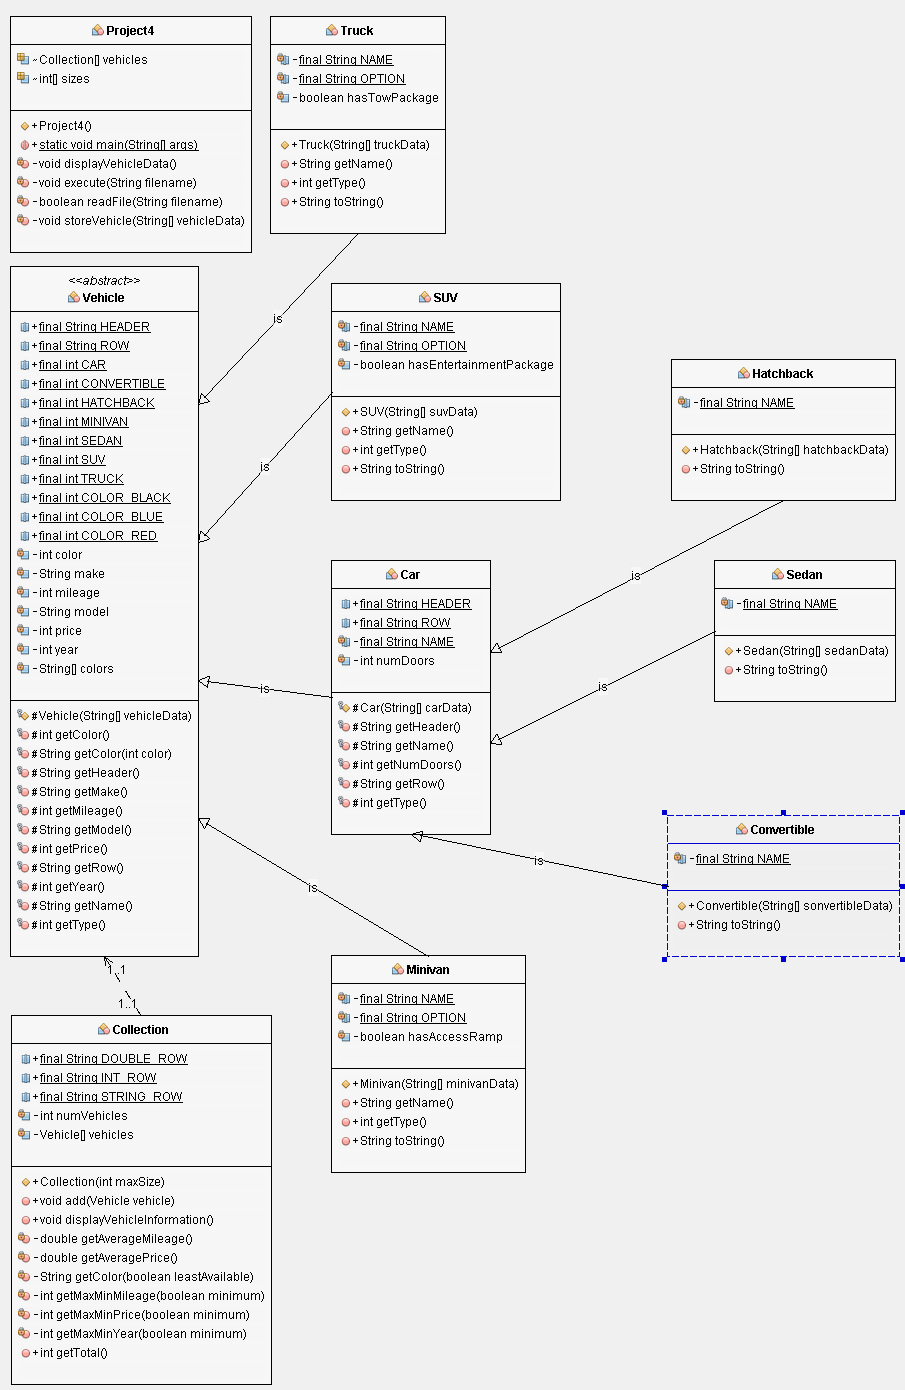 Project4
~Collection[] vehicles
~int[] sizes
+Project4()
+static void main(String[] args)
-void displayVehicleData()
-void execute(String filename)
-boolean readFile(String filename)
-void storeVehicle(String[] vehicleData)
Truck
-final String NAME
-final String OPTION
-boolean hasTowPackage
+Truck(String[] truckData)
+String getName()
+int getType()
+String toString()
is
<<abstract>>
Vehicle
+final String HEADER
+final String ROW
+final int CAR
+final int CONVERTIBLE
+final int HATCHBACK
+final int MINIVAN
+final int SEDAN
+final int SUV
+final int TRUCK
+final int COLOR_BLACK
+final int COLOR_BLUE
+final int COLOR_RED
-int color
-String make
-int mileage
-String model
-int price
-int year
-String[] colors
#Vehicle(String[] vehicleData)
#int getColor()
#String getColor(int color)
#String getHeader()
#String getMake()
#int getMileage()
#String getModel()
#int getPrice()
#String getRow()
#int getYear()
#String getName()
#int getType()
SUV
-final String NAME
-final String OPTION
-boolean hasEntertainmentPackage
+SUV(String[] suvData)
+String getName()
+int getType()
+String toString()
is
Hatchback
-final String NAME
+Hatchback(String[] hatchbackData)
+String toString()
is
Car
+final String HEADER
+final String ROW
-final String NAME
-int numDoors
#Car(String[] carData)
#String getHeader()
#String getName()
#int getNumDoors()
#String getRow()
#int getType()
is
Sedan
-final String NAME
+Sedan(String[] sedanData)
+String toString()
is
Convertible
-final String NAME
+Convertible(String[] sonvertibleData)
+String toString()
is
Minivan
-final String NAME
-final String OPTION
-boolean hasAccessRamp
+Minivan(String[] minivanData)
+String getName()
+int getType()
+String toString()
is
1..1
1..1
Collection
+final String DOUBLE_ROW
+final String INT_ROW
+final String STRING_ROW
-int numVehicles
-Vehicle[] vehicles
+Collection(int maxSize)
+void add(Vehicle vehicle)
+void displayVehicleInformation()
-double getAverageMileage()
-double getAveragePrice()
-String getColor(boolean leastAvailable)
-int getMaxMinMileage(boolean minimum)
-int getMaxMinPrice(boolean minimum)
-int getMaxMinYear(boolean minimum)
+int getTotal()